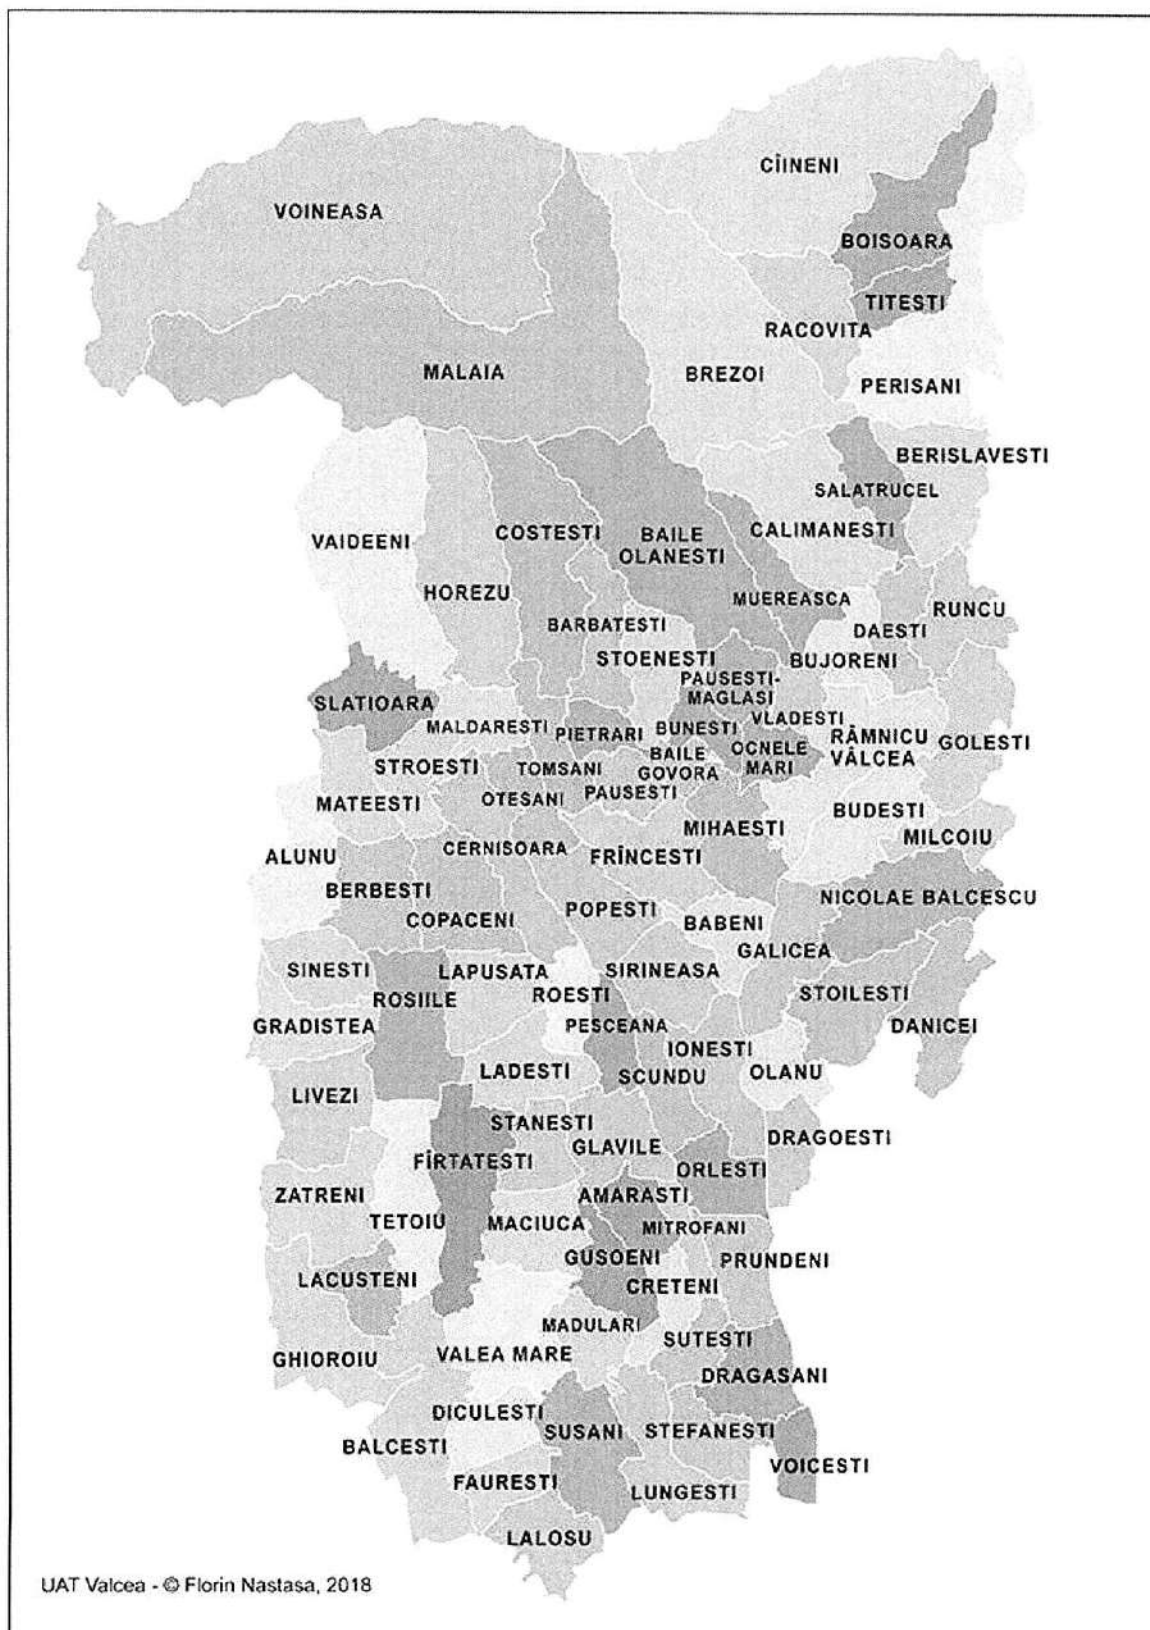 CÎINENI
VOINEASA
BOISOARA
TITESTI
RACOVITA
MALAIA
BREZOI
PERISANI
BERISLAVESTI
SALATRUCEL
COSTESTI
BAILE
OLANESTI
CALIMANESTI
VAIDEENI
HOREZU
MUEREASCA
RUNCU
BARBATESTI
DAESTI
STOENESTI
BUJORENI
PAUSESTI-
MAGLASI
SLATIOARA
MALDARESTI
PIETRARI
BUNESTI
VLADESTI
RÂMNICU
VÂLCEA
GOLESTI
STROESTI
TOMSANI
BAILE
GOVORA
OCNELE
MARI
MATEESTI
OTESANI
PAUSESTI
BUDESTI
MIHAESTI
MILCOIU
ALUNU
CERNISOARA
FRÎNCESTI
BERBESTI
NICOLAE BALCESCU
COPACENI
POPESTI
BABENI
GALICEA
SINESTI
LAPUSATA
SIRINEASA
ROSIILE
ROESTI
STOILESTI
GRADISTEA
PESCEANA
DANICEI
IONESTI
LADESTI
SCUNDU
OLANU
LIVEZI
STANESTI
DRAGOESTI
GLAVILE
FÎRTATESTI
ORLESTI
ZATRENI
AMARASTI
TETOIU
MACIUCA
MITROFANI
GUSOENI
PRUNDENI
LACUSTENI
CRETENI
MADULARI
SUTESTI
GHIOROIU
VALEA MARE
DRAGASANI
DICULESTI
SUSANI
STEFANESTI
BALCESTI
VOICESTI
FAURESTI
LUNGESTI
LALOSU
UAT Valcea - © Florin Nastasa, 2018